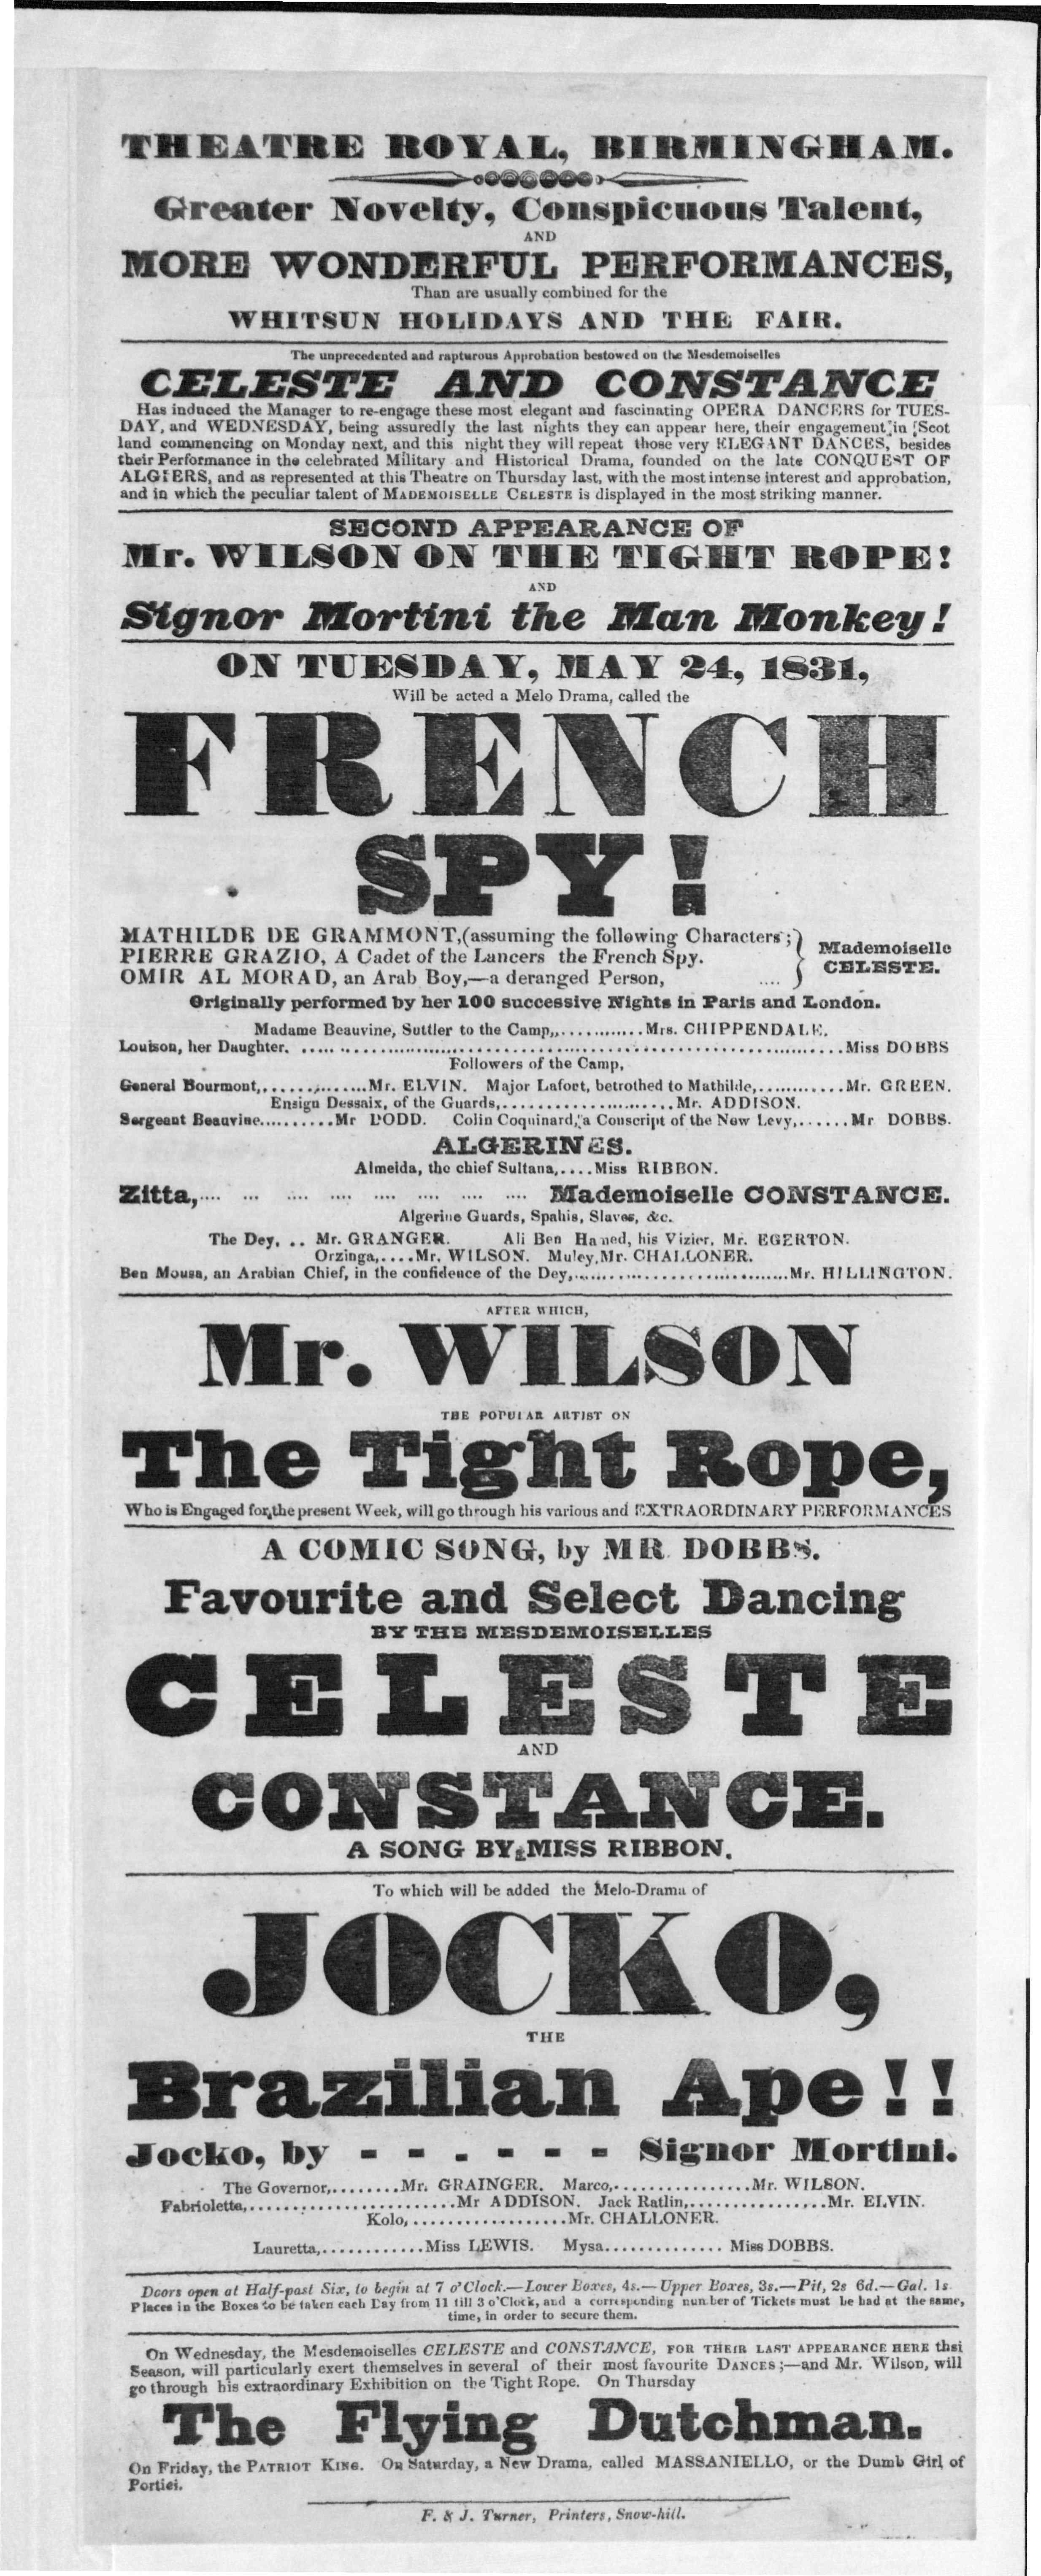 THEATRE ROYAL, BIRMINGHAM.
Greater Novelty, Conspicuous Talent,
AND
MORE WONDERFUL PERFORMANCES,
Than are usually combined for the
WHITSUN HOLIDAYS AND THE FAIR.
The unprecedented and rapturous Approbation bestowed on the Mesdemoiselles
CELESTE AND CONSTANCE
Has induced the Manager to re-engage these most elegant and fascinating OPERA DANCERS for TUES-
DAY, and WEDNESDAY, being assuredly the last nights they can appear here, their engagement in Scot
land commencing on Monday next, and this night they will repeat those very ELEGANT DANCES, besides
their Performance in the celebrated Military and Historical Drama, founded on the late CONQUEST OF
ALGIERS, and as represented at this Theatre on Thursday last, with the most intense interest and approbation,
and in which the peculiar talent of MADEMOISELLE CELESTE is displayed in the most striking manner.
SECOND APPEARANCE OF
Mr. WILSON ON THE TIGHT ROPE!
AND
Signor Mortini the Man Monkey!
ON TUESDAY, MAY 24, 1831,
Will be acted a Melo Drama, called the
FRENCH
SPY!
MATHILDE DE GRAMMONT,(assuming the following Characters;)
PIERRE GRAZIO, A Cadet of the Lancers the French Spy.
OMIR AL MORAD, an Arab Boy,—a deranged Person, ....
Mademoiselle
CELESTE.
Originally performed by her 100 successive Nights in Paris and London.
Madame Beauvine, Suttler to the Camp,,............Mrs. CHIPPENDALE.
Louison, her Daughter. ..............................Miss DOBBS
Followers of the Camp,
General Bourmont,...............Mr. ELVIN. Major Lafort, betrothed to Mathilde,............Mr. GREEN.
Ensign Dessaix, of the Guards,........................Mr. ADDISON.
Sergeant Beauvine..........Mr DODD. Colin Coquinard, a Conscript of the New Levy,......Mr DOBBS.
ALGERINES.
Almeida, the chief Sultana,....Miss RIBBON.
Zitta,.... ... .... .... .... .... .... .... Mademoiselle CONSTANCE.
Algerine Guards, Spahis, Slaves, &c.
The Dey, .. Mr. GRANGER. Ali Ben Hamed, his Vizier, Mr. EGERTON.
Orzinga,....Mr. WILSON. Muley,Mr. CHALLONER.
Ben Mousa, an Arabian Chief, in the confidence of the Dey,..............................Mr. HILLINGTON.
AFTER WHICH,
Mr. WILSON
THE POPULAR ARTIST ON
The Tight Rope,
Who is Engaged for the present Week, will go through his various and EXTRAORDINARY PERFORMANCES
A COMIC SONG, by MR. DOBBS.
Favourite and Select Dancing
BY THE MESDEMOISELLES
CELESTE
AND
CONSTANCE.
A SONG BY MISS RIBBON.
To which will be added the Melo-Drama of
JOCKO,
THE
Brazilian Ape!!
Jocko, by - - - - - - Signor Mortini.
The Governor,........Mr. GRAINGER. Marco,................Mr. WILSON.
Fabrioletta,........................Mr ADDISON. Jack Ratlin,................Mr. ELVIN.
Kolo,..................Mr. CHALLONER.
Lauretta,............Miss LEWIS. Mysa.............. Miss DOBBS.
Doors open at Half-past Six, to begin at 7 o'Clock.—Lower Boxes, 4s.—Upper Boxes, 3s.—Pit, 2s 6d.—Gal. 1s
Places in the Boxes to be taken each Day from 11 till 3 o'Clock, and a corresponding number of Tickets must be had at the same,
time, in order to secure them.
On Wednesday, the Mesdemoiselles CELESTE and CONSTANCE, FOR THEIR LAST APPEARANCE HERE thsi
Season, will particularly exert themselves in several of their most favourite DANCES;—and Mr. Wilson, will
go through his extraordinary Exhibition on the Tight Rope. On Thursday
The Flying Dutchman.
On Friday, the PATRIOT KING. On Saturday, a New Drama, called MASSANIELLO, or the Dumb Girl of
Portici.
F. & J. Turner, Printers, Snow-hill.